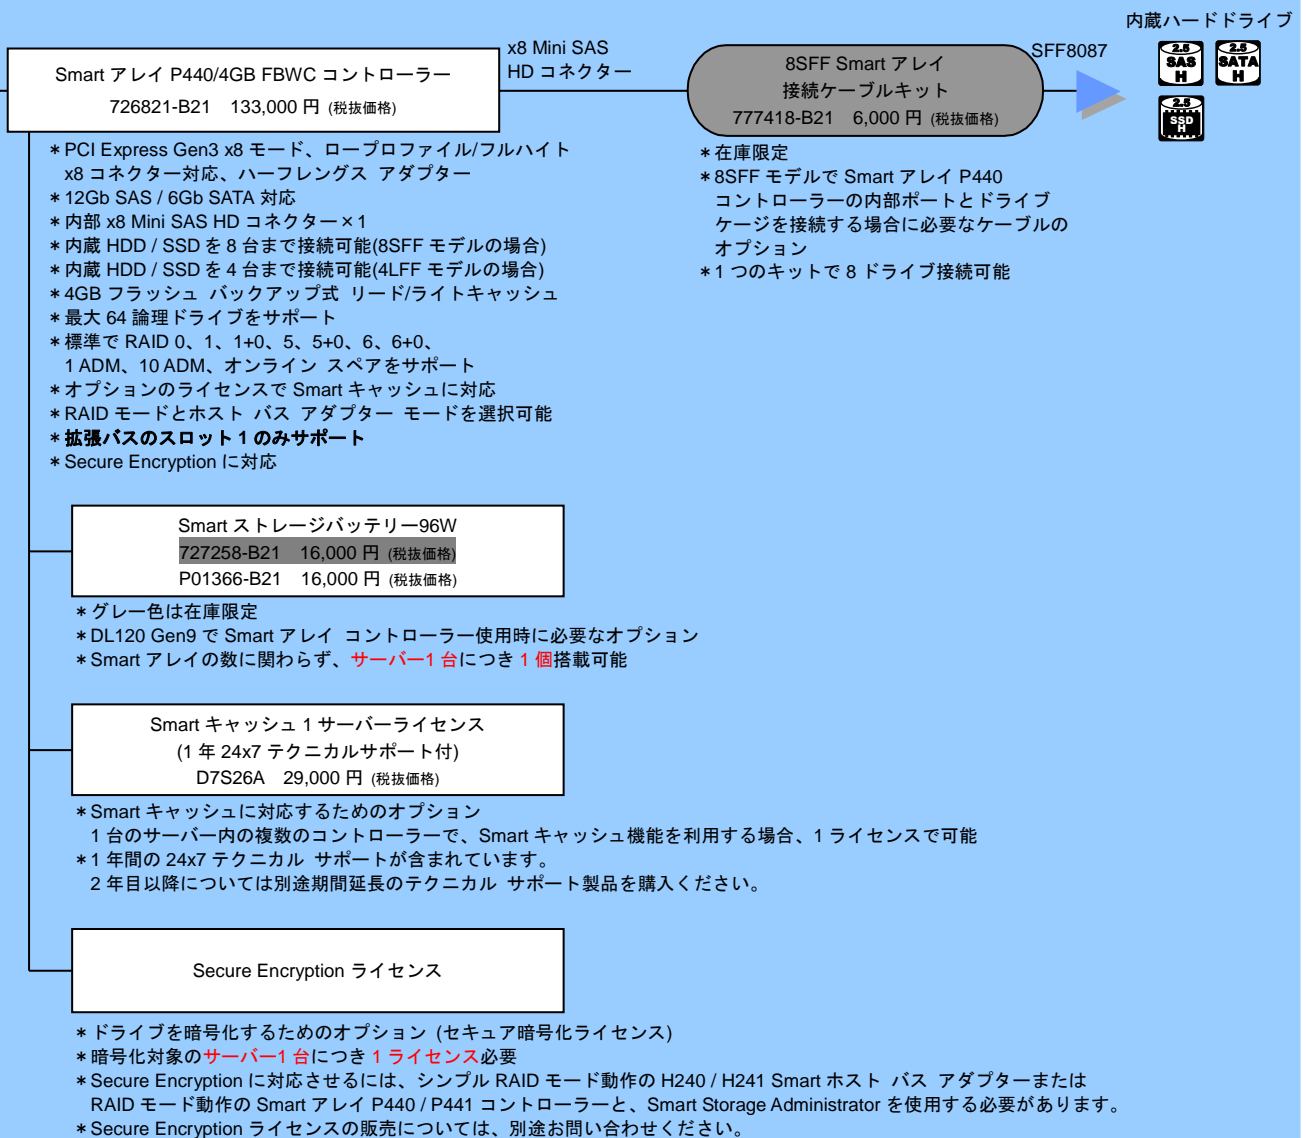 内蔵ハードドライブ
x8 Mini SAS
HD コネクター
SFF8087
2.5
SAS
H
2.5
SATA
H
2.5
SSD
H
Smart アレイ P440/4GB FBWC コントローラー
726821-B21 133,000 円 (税抜価格)
8SFF Smart アレイ
接続ケーブルキット
777418-B21 6,000 円 (税抜価格)
＊PCI Express Gen3 x8 モード、ロープロファイル/フルハイト
x8 コネクター対応、ハーフレングス アダプター
＊12Gb SAS / 6Gb SATA 対応
＊内部 x8 Mini SAS HD コネクター×1
＊内蔵 HDD / SSD を 8 台まで接続可能(8SFF モデルの場合)
＊内蔵 HDD / SSD を 4 台まで接続可能(4LFF モデルの場合)
＊4GB フラッシュ バックアップ式 リード/ライトキャッシュ
＊最大 64 論理ドライブをサポート
＊標準で RAID 0、1、1+0、5、5+0、6、6+0、
1 ADM、10 ADM、オンライン スペアをサポート
＊オプションのライセンスで Smart キャッシュに対応
＊RAID モードとホスト バス アダプター モードを選択可能
＊拡張バスのスロット 1 のみサポート
＊Secure Encryption に対応
＊在庫限定
＊8SFF モデルで Smart アレイ P440
コントローラーの内部ポートとドライブ
ケージを接続する場合に必要なケーブルの
オプション
＊1 つのキットで 8 ドライブ接続可能
Smart ストレージバッテリー96W
727258-B21 16,000 円 (税抜価格)
P01366-B21 16,000 円 (税抜価格)
＊グレー色は在庫限定
＊DL120 Gen9 で Smart アレイ コントローラー使用時に必要なオプション
＊Smart アレイの数に関わらず、サーバー1 台につき 1 個搭載可能
Smart キャッシュ 1 サーバーライセンス
(1 年 24x7 テクニカルサポート付)
D7S26A 29,000 円 (税抜価格)
＊Smart キャッシュに対応するためのオプション
1 台のサーバー内の複数のコントローラーで、Smart キャッシュ機能を利用する場合、1 ライセンスで可能
＊1 年間の 24x7 テクニカル サポートが含まれています。
2 年目以降については別途期間延長のテクニカル サポート製品を購入ください。
Secure Encryption ライセンス
＊ドライブを暗号化するためのオプション (セキュア暗号化ライセンス)
＊暗号化対象のサーバー1 台につき 1 ライセンス必要
＊Secure Encryption に対応させるには、シンプル RAID モード動作の H240 / H241 Smart ホスト バス アダプターまたは
RAID モード動作の Smart アレイ P440 / P441 コントローラーと、Smart Storage Administrator を使用する必要があります。
＊Secure Encryption ライセンスの販売については、別途お問い合わせください。